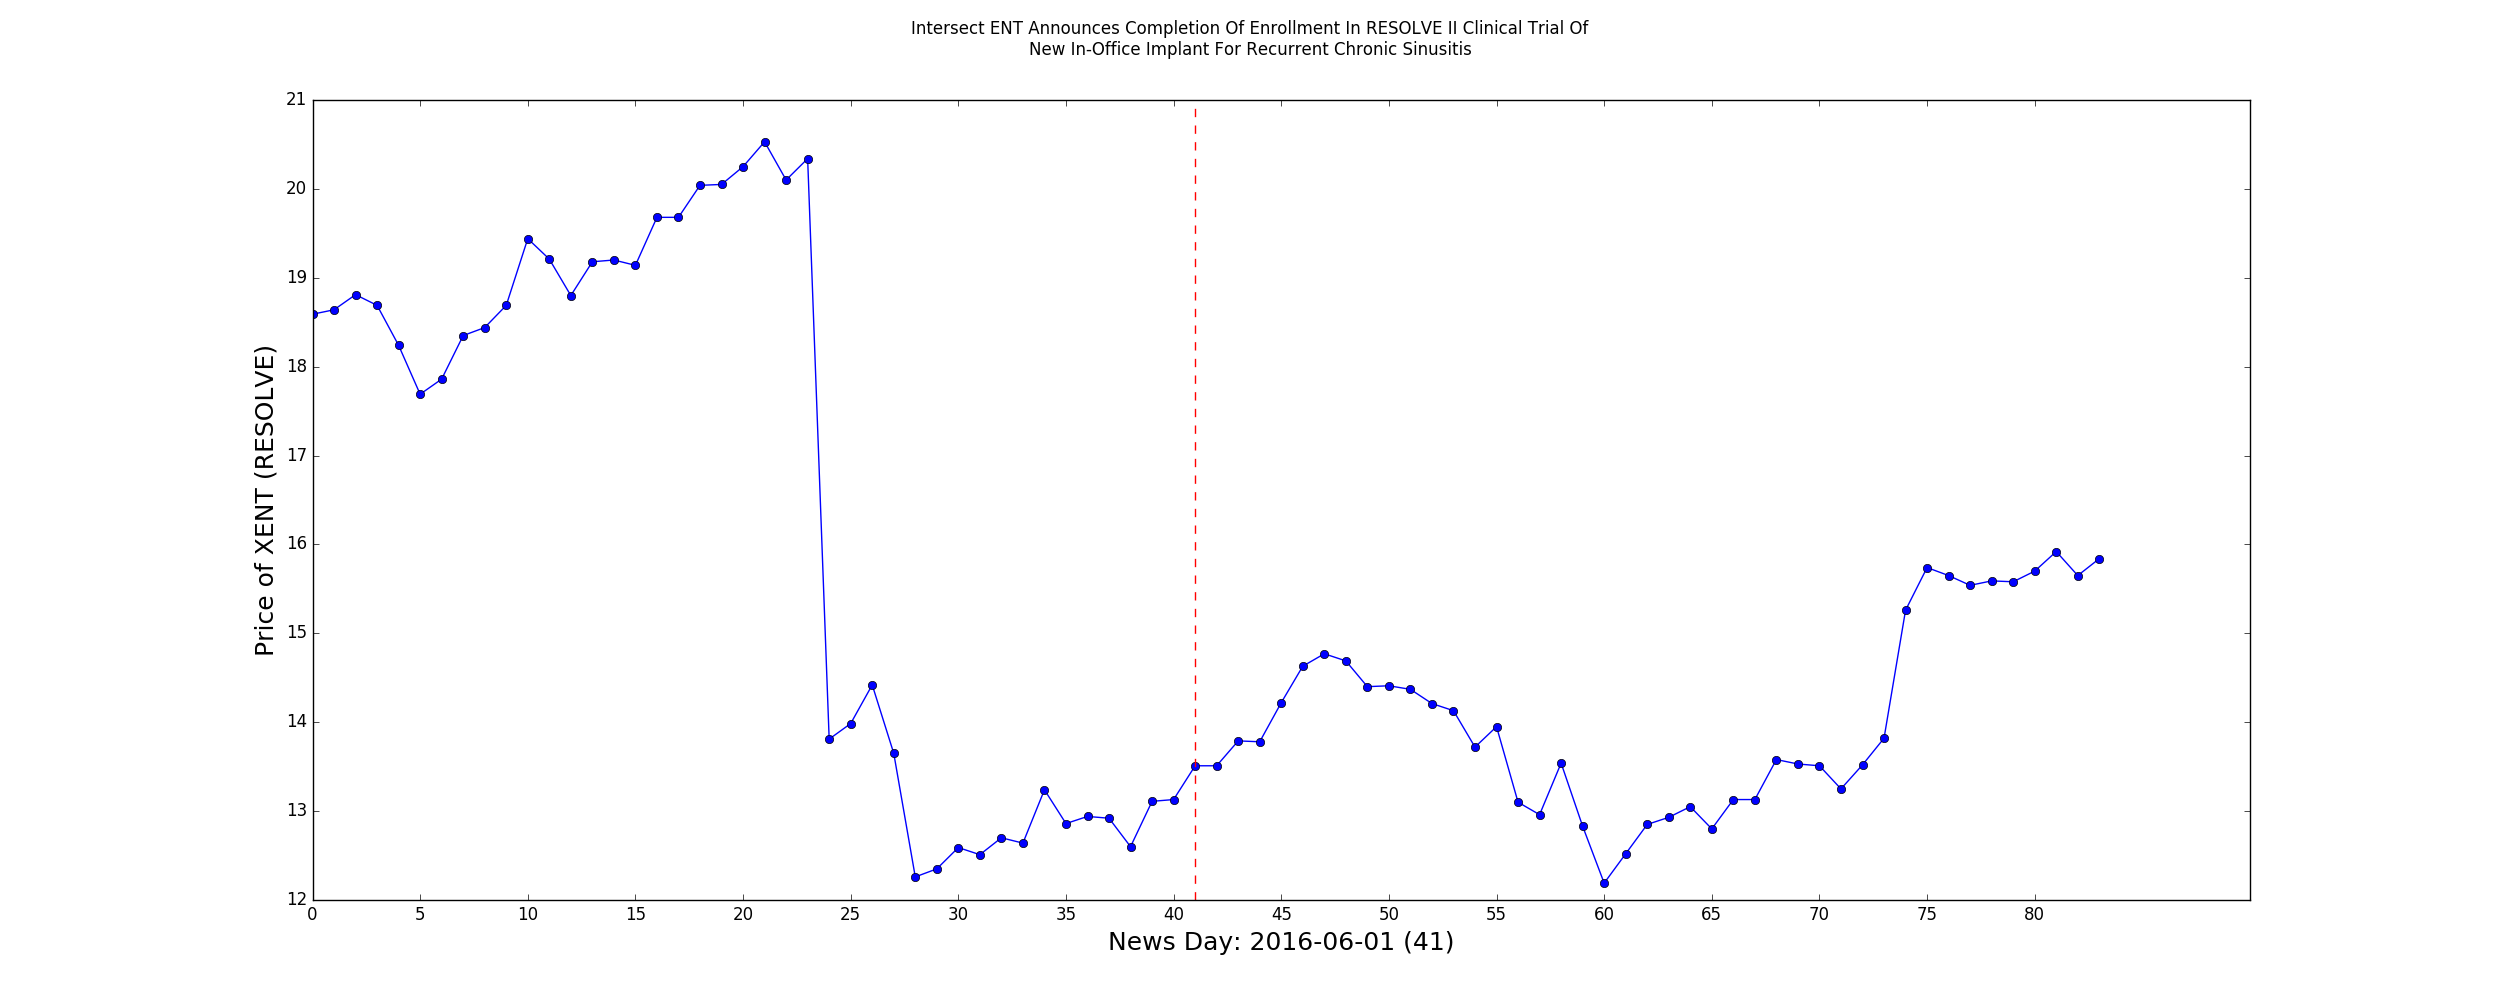 Intersect ENT Announces Completion Of Enrollment In RESOLVE II Clinical Trial Of
New In-Office Implant For Recurrent Chronic Sinusitis
Price of XENT (RESOLVE)
21
20
19
18
17
16
15
14
13
12
0 5 10 15 20 25 30 35 40 45 50 55 60 65 70 75 80
News Day: 2016-06-01 (41)